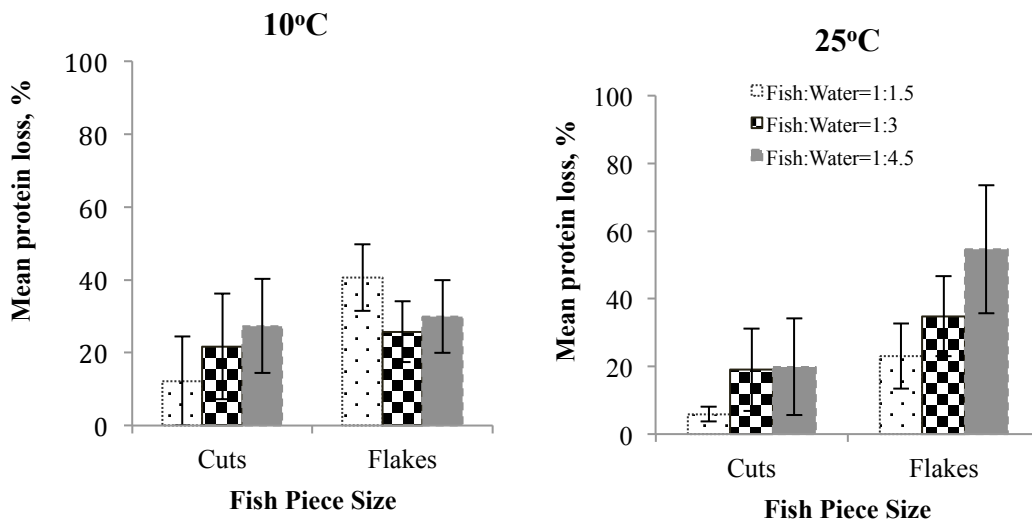 10°C
Mean protein loss, %
100
80
60
40
20
0
Cuts
Flakes
Fish Piece Size
25°C
Mean protein loss, %
100
80
60
40
20
0
Fish:Water=1:1.5
Fish:Water=1:3
Fish:Water=1:4.5
Cuts
Flakes
Fish Piece Size